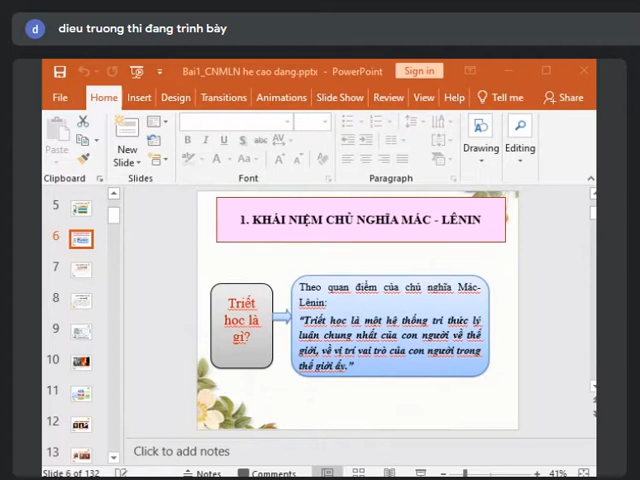 d
dieu truong thi đang trình bày
Bai1_CNMLN he cao dang.pptx - PowerPoint
Sign in
File Home Insert Design Transitions Animations Slide Show Review View Help Tell me Share
Paste
New Slide
B I U S abc AV
Aa A A
Drawing
Editing
Clipboard
Slides
Font
Paragraph
5
6
7
8
9
10
11
12
13
1. KHÁI NIỆM CHỦ NGHĨA MÁC - LÊNIN
Triết
học là
gì?
Theo quan điểm của chủ nghĩa Mác-
Lênin:
“Triết học là một hệ thống tri thức lý
luân chung nhất của con người về thế
giới, về vị trí vai trò của con người trong
thế giới ấy.”
Click to add notes
Slide 6 of 132
Notes
Comments
41%